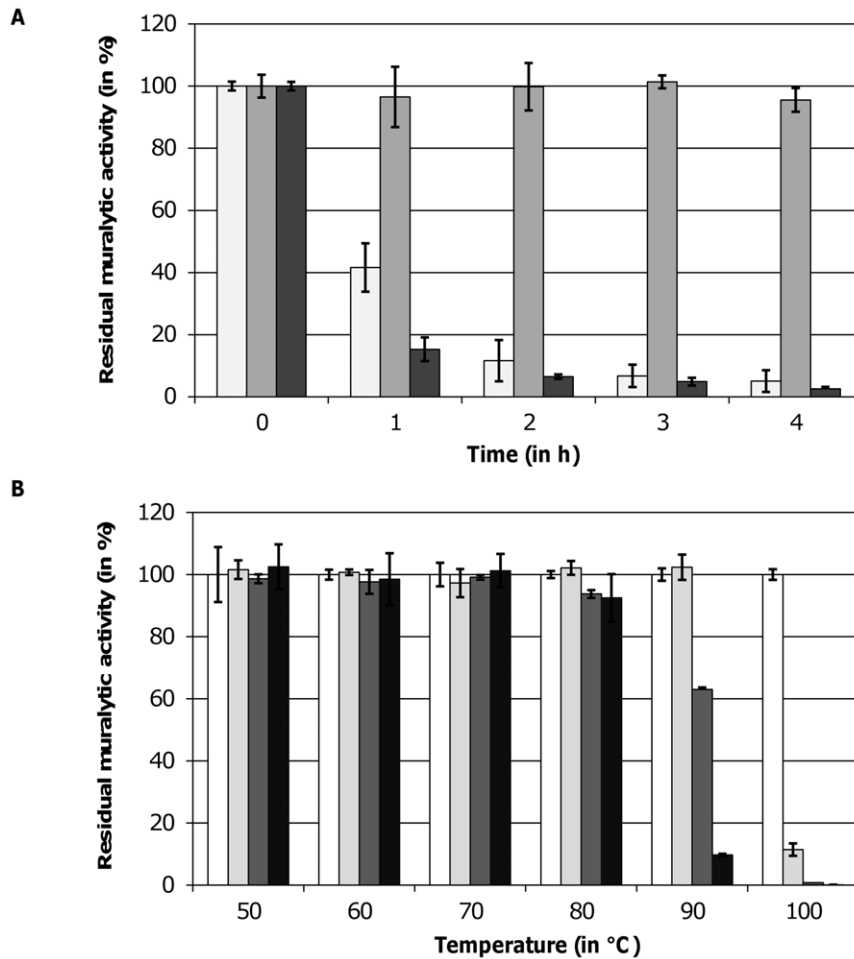 A
Residual muralytic activity (in %)
120
100
80
60
40
20
0
0 1 2 3 4
Time (in h)
B
Residual muralytic activity (in %)
120
100
80
60
40
20
0
50 60 70 80 90 100
Temperature (in °C)